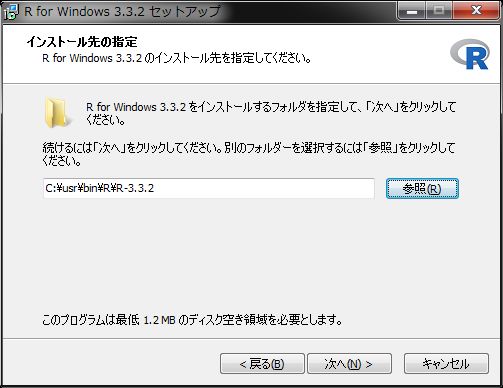 R for Windows 3.3.2 セットアップ
インストール先の指定
R for Windows 3.3.2 のインストール先を指定してください。
R
R for Windows 3.3.2 をインストールするフォルダを指定して、「次へ」をクリックして
ください。
続けるには「次へ」をクリックしてください。別のフォルダーを選択するには「参照」をクリックして
ください。
C:¥usr¥bin¥R¥R-3.3.2
参照(R)
このプログラムは最低 1.2 MB のディスク空き領域を必要とします。
< 戻る(B)
次へ(N) >
キャンセル